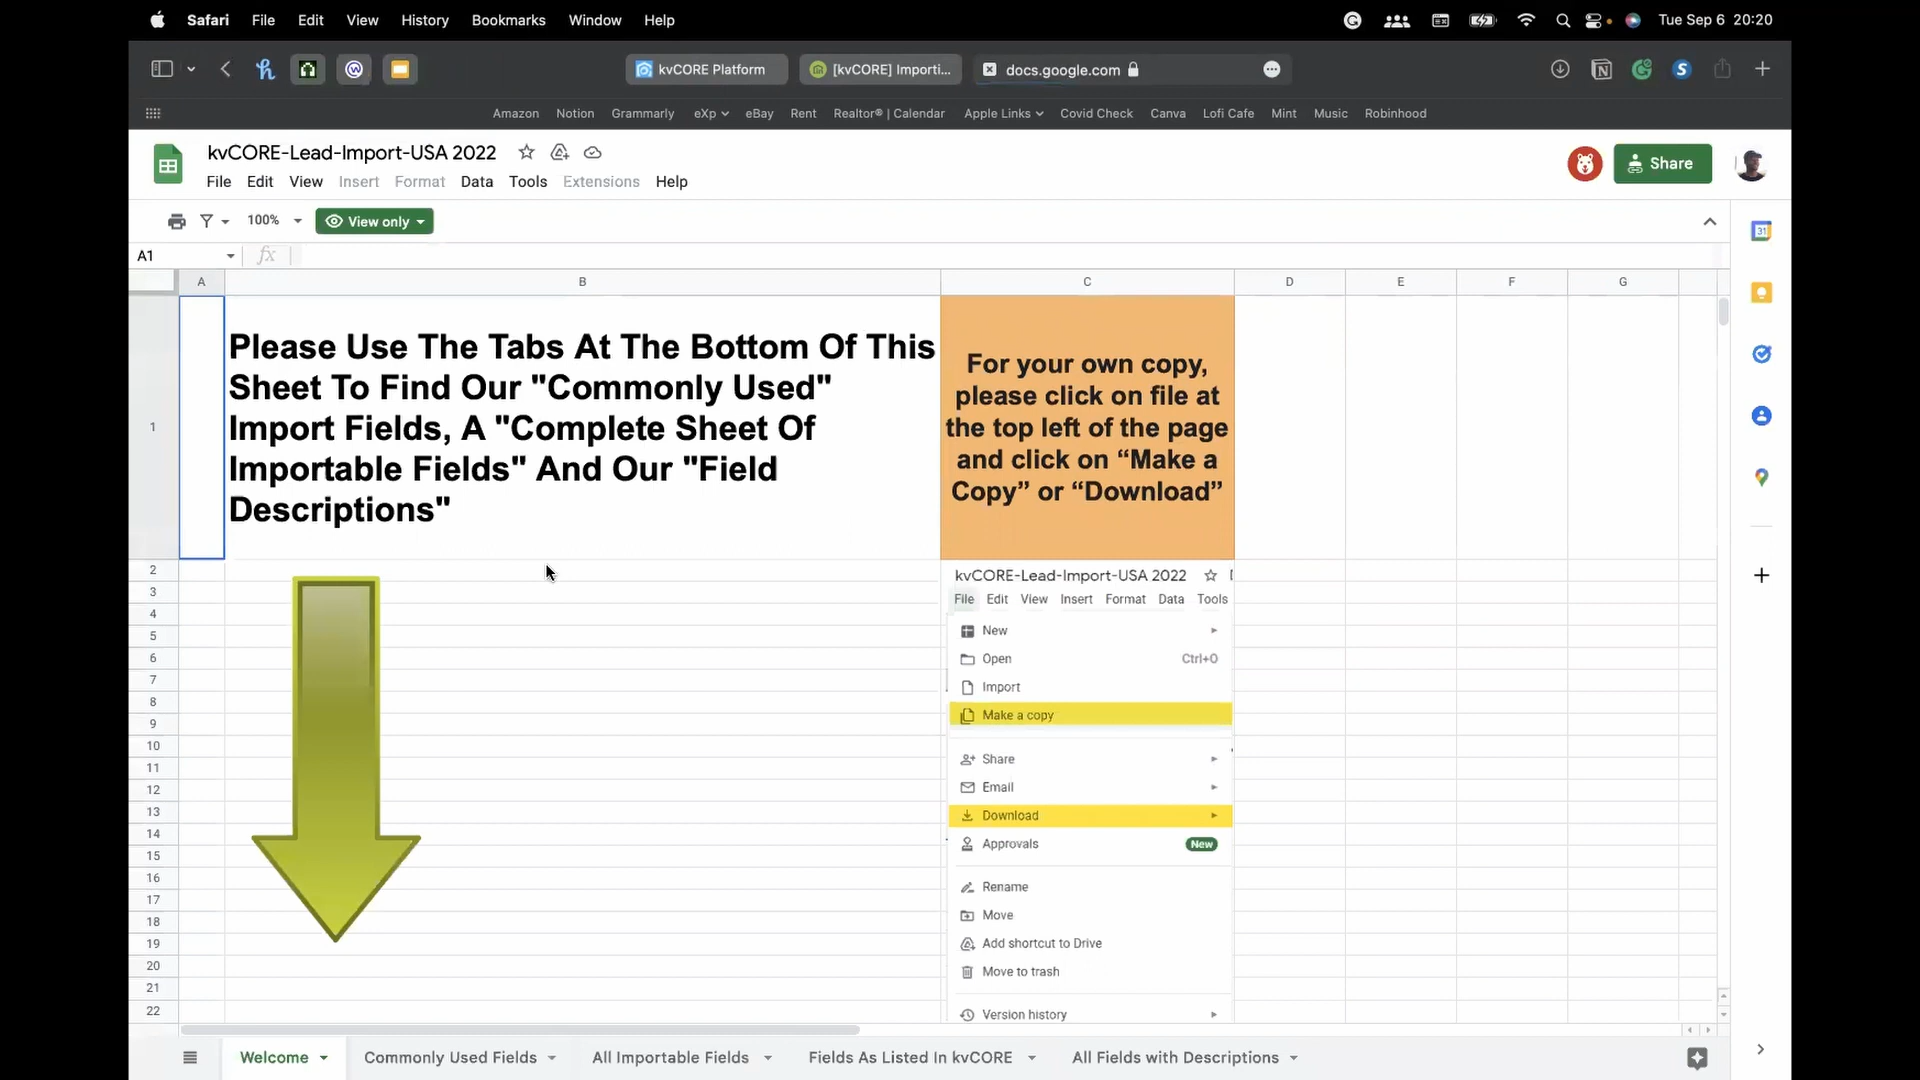 Safari File Edit View History Bookmarks Window Help
Tue Sep 6 20:20
kvCORE Platform
[kvCORE] Importi...
docs.google.com
Amazon Notion Grammarly eXp eBay Rent Realtor® | Calendar Apple Links Covid Check Canva Lofi Cafe Mint Music Robinhood
kvCORE-Lead-Import-USA 2022
File Edit View Insert Format Data Tools Extensions Help
Share
100%
View only
A1
fx
A B C D E F G
1
Please Use The Tabs At The Bottom Of This
Sheet To Find Our "Commonly Used"
Import Fields, A "Complete Sheet Of
Importable Fields" And Our "Field
Descriptions"
For your own copy,
please click on file at
the top left of the page
and click on “Make a
Copy” or “Download”
2
3
4
5
6
7
8
9
10
11
12
13
14
15
16
17
18
19
20
21
22
kvCORE-Lead-Import-USA 2022
File Edit View Insert Format Data Tools
New
Open Ctrl+O
Import
Make a copy
Share
Email
Download
Approvals New
Rename
Move
Add shortcut to Drive
Move to trash
Version history
31
Welcome Commonly Used Fields All Importable Fields Fields As Listed In kvCORE All Fields with Descriptions